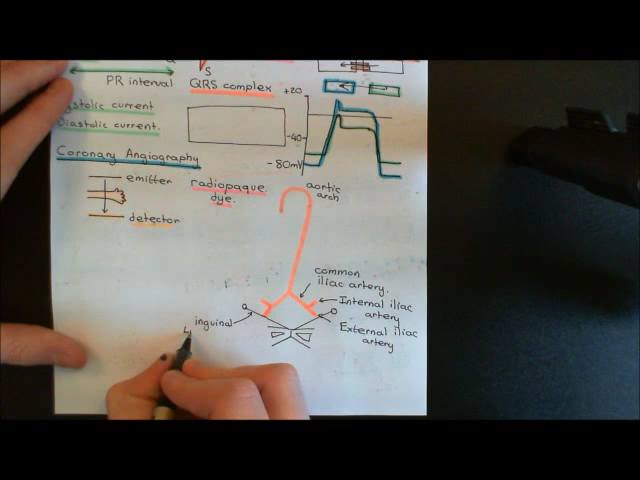 S
PR interval
QRS complex
+20
Systolic current
Diastolic current.
-40
-80mV
Coronary Angiography
emitter
radiopaque
dye.
aortic
arch
detector
common
iliac artery.
Internal iliac
artery
inguinal
External iliac
artery